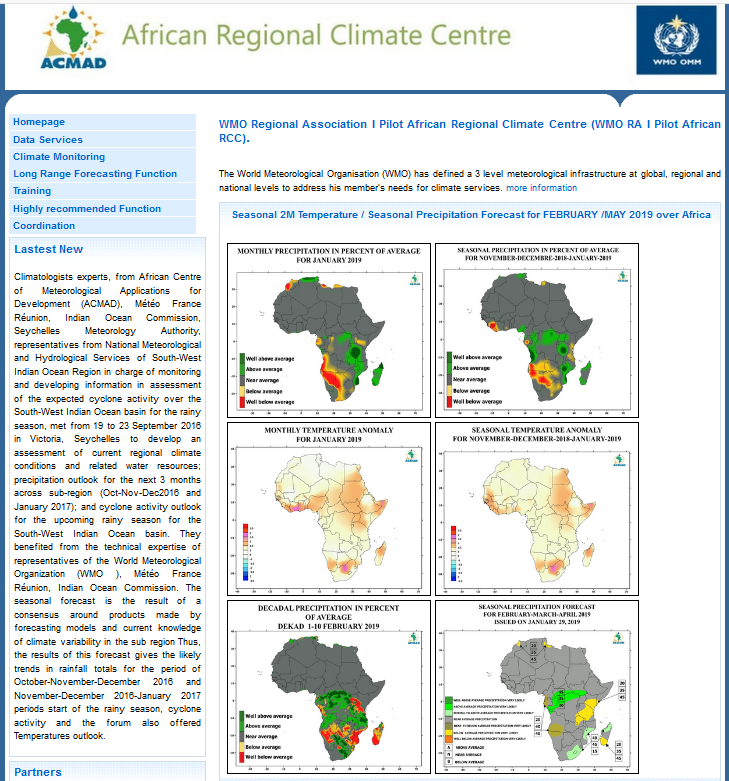 ACMAD
African Regional Climate Centre
WMO OMM
Homepage
Data Services
Climate Monitoring
Long Range Forecasting Function
Training
Highly recommended Function
Coordination
Lastest New
Climatologists experts, from African Centre
of Meteorological Applications for
Development (ACMAD), Météo France
Réunion, Indian Ocean Commission,
Seychelles Meteorology Authority,
representatives from National Meteorological
and Hydrological Services of South-West
Indian Ocean Region in charge of monitoring
and developing information in assessment
of the expected cyclone activity over the
South-West Indian Ocean basin for the rainy
season, met from 19 to 23 September 2016
in Victoria, Seychelles to develop an
assessment of current regional climate
conditions and related water resources;
precipitation outlook for the next 3 months
across sub-region (Oct-Nov-Dec2016 and
January 2017); and cyclone activity outlook
for the upcoming rainy season for the
South-West Indian Ocean basin. They
benefited from the technical expertise of
representatives of the World Meteorological
Organization (WMO ), Météo France
Réunion, Indian Ocean Commission. The
seasonal forecast is the result of a
consensus around products made by
forecasting models and current knowledge
of climate variability in the sub region Thus,
the results of this forecast gives the likely
trends in rainfall totals for the period of
October-November-December 2016 and
November-December 2016-January 2017
periods start of the rainy season, cyclone
activity and the forum also offered
Temperatures outlook.
Partners
WMO Regional Association I Pilot African Regional Climate Centre (WMO RA I Pilot African
RCC).
The World Meteorological Organisation (WMO) has defined a 3 level meteorological infrastructure at global, regional and
national levels to address his member's needs for climate services. more information
Seasonal 2M Temperature / Seasonal Precipitation Forecast for FEBRUARY /MAY 2019 over Africa
MONTHLY PRECIPITATION IN PERCENT OF AVERAGE
FOR JANUARY 2019
Well above average
Above average
Near average
Below average
Well below average
SEASONAL PRECIPITATION IN PERCENT OF AVERAGE
FOR NOVEMBER-DECEMBRE-2018-JANUARY-2019
Well above average
Above average
Near average
Below average
Well below average
MONTHLY TEMPERATURE ANOMALY
FOR JANUARY 2019
SEASONAL TEMPERATURE ANOMALY
FOR NOVEMBER-DECEMBER-2018-JANUARY-2019
DECADAL PRECIPITATION IN PERCENT
OF AVERAGE
DEKAD 1-10 FEBRUARY 2019
Well above average
Above average
Near average
Below average
Well below average
SEASONAL PRECIPITATION FORECAST
FOR FEBRUARY-MARCH-APRIL 2019
ISSUED ON JANUARY 29, 2019
WELL ABOVE AVERAGE PRECIPITATION VERY LIKELY
ABOVE AVERAGE PRECIPITATION VERY LIKELY
NEAR AVERAGE PRECIPITATION
A ABOVE AVERAGE
N NEAR AVERAGE
B BELOW AVERAGE